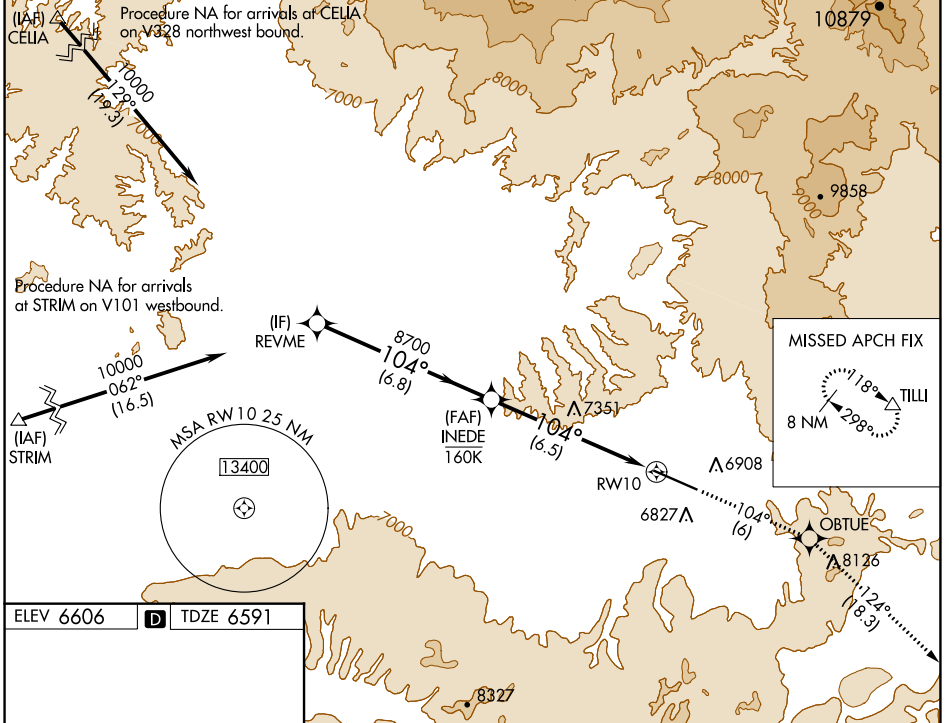 (IAF)
CELIA
Procedure NA for arrivals at CELIA
on V328 northwest bound.
10879
10000
129°
(19.3)
7000
7000
8000
8000
9000
9858
Procedure NA for arrivals
at STRIM on V101 westbound.
(IF)
REVME
8700
104°
(6.8)
MISSED APCH FIX
118°
TILLI
8 NM
298°
10000
062°
(16.5)
(IAF)
STRIM
(FAF)
INEDE
160K
7351
104°
(6.5)
MSA RW10 25 NM
13400
RW10
6908
6827
104°
(6)
OBTUE
8126
124°
(18.3)
7000
ELEV 6606
D
TDZE 6591
8327